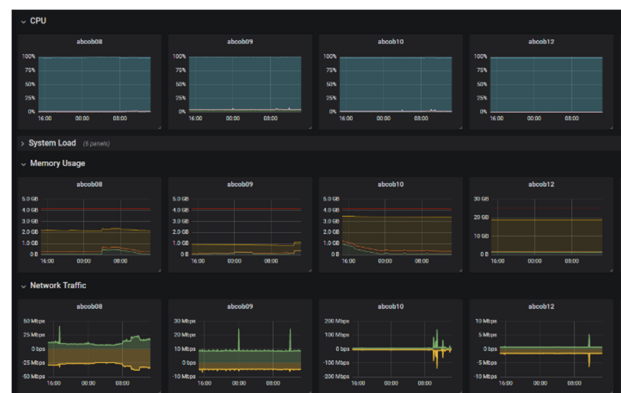 CPU
abcob08 abcob09 abcob10 abcob12
100% 100% 100% 100%
75% 75% 75% 75%
50% 50% 50% 50%
25% 25% 25% 25%
0% 0% 0% 0%
16:00 00:00 08:00 16:00 00:00 08:00 16:00 00:00 08:00 16:00 00:00 08:00
System Load (6 panels)
Memory Usage
abcob08 abcob09 abcob10 abcob12
5.0 GB 5.0 GB 5.0 GB 30 GB
4.0 GB 4.0 GB 4.0 GB
3.0 GB 3.0 GB 3.0 GB 20 GB
2.0 GB 2.0 GB 2.0 GB
1.0 GB 1.0 GB 1.0 GB 10 GB
0 B 0 B 0 B 0 B
16:00 00:00 08:00 16:00 00:00 08:00 16:00 00:00 08:00 16:00 00:00 08:00
Network Traffic
abcob08 abcob09 abcob10 abcob12
50 Mbps 30 Mbps 200 Mbps 10 Mbps
25 Mbps 20 Mbps 100 Mbps 5 Mbps
0 bps 10 Mbps 0 bps 0 bps
-25 Mbps 0 bps -100 Mbps -5 Mbps
-50 Mbps -10 Mbps -200 Mbps -10 Mbps
16:00 00:00 08:00 16:00 00:00 08:00 16:00 00:00 08:00 16:00 00:00 08:00